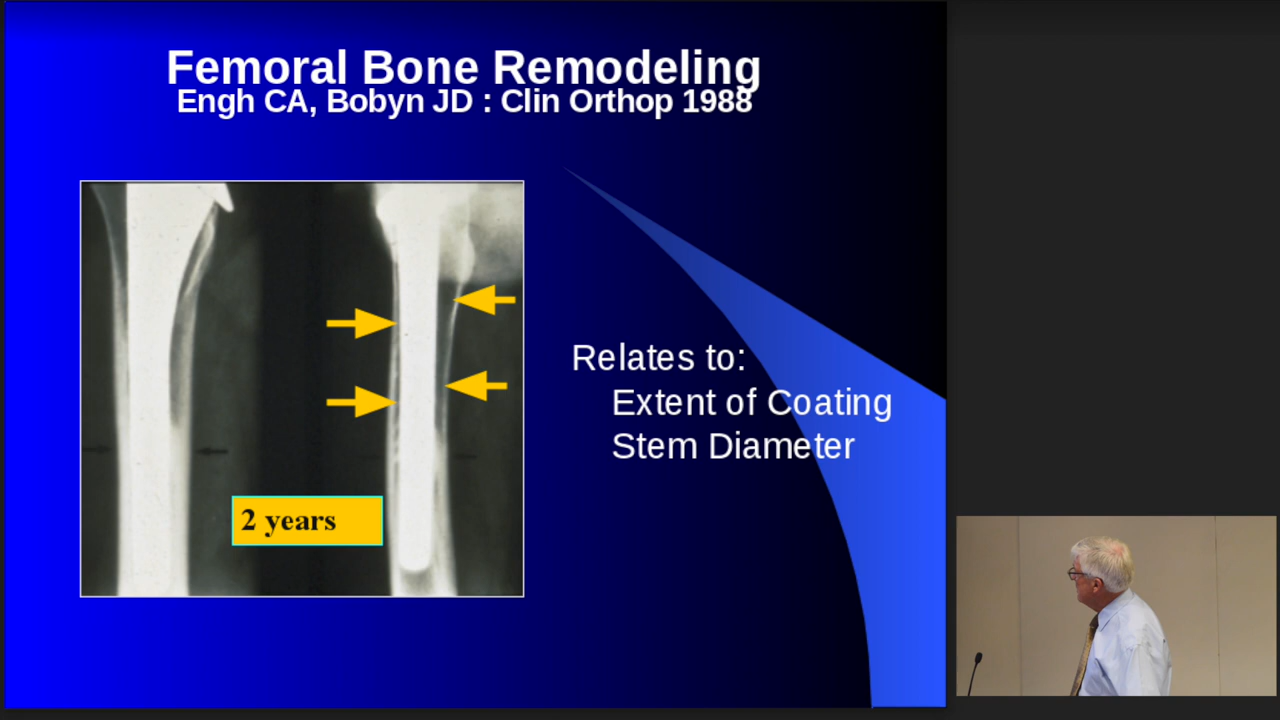 Femoral Bone Remodeling
Engh CA, Bobyn JD : Clin Orthop 1988
Relates to:
Extent of Coating
Stem Diameter
2 years